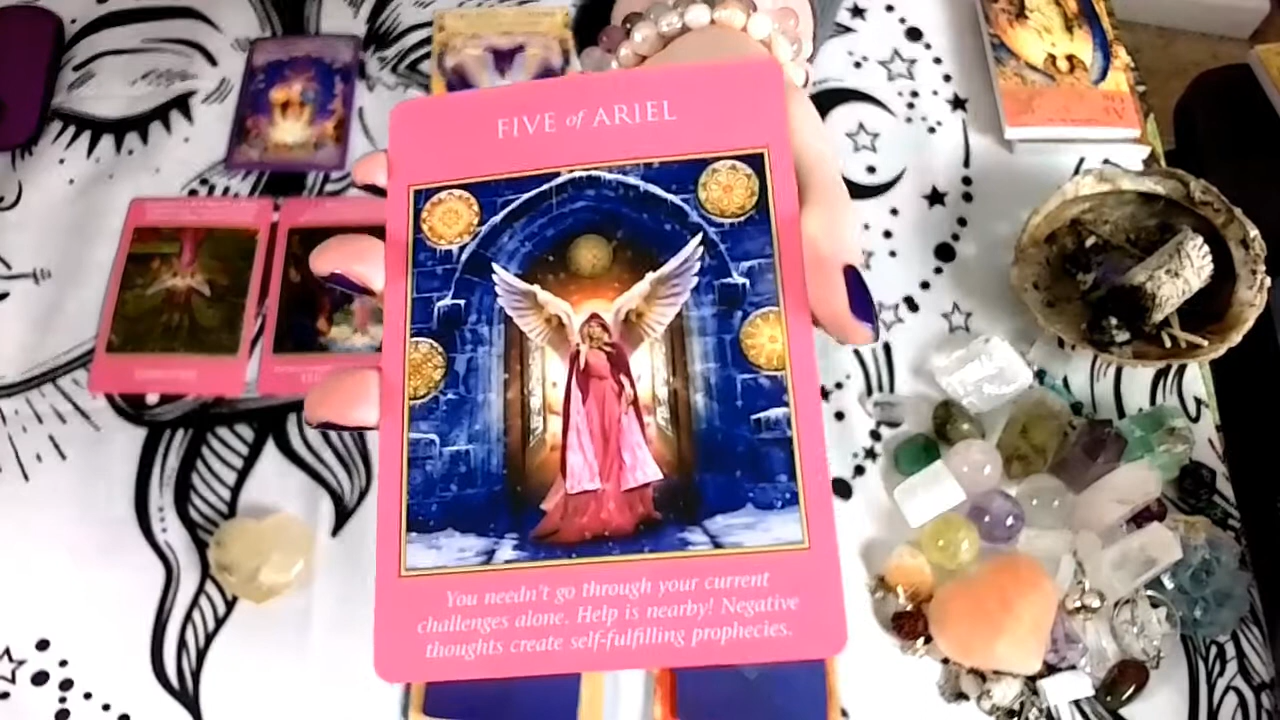 FIVE of ARIEL
You needn't go through your current
challenges alone. Help is nearby! Negative
thoughts create self-fulfilling prophecies.